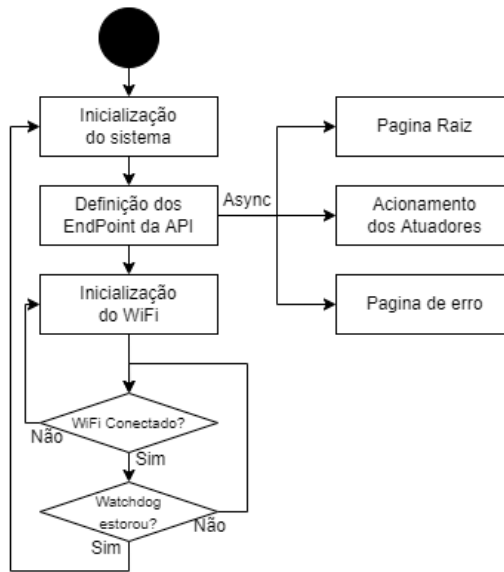 Inicialização
do sistema
Pagina Raiz
Definição dos
EndPoint da API
Async
Acionamento
dos Atuadores
Inicialização
do WiFi
Pagina de erro
WiFi Conectado?
Não
Sim
Watchdog
estorou?
Não
Sim